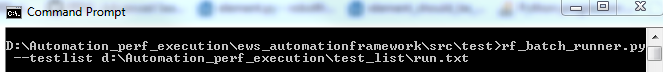 Command Prompt
D:\Automation_perf_execution\ews_automationframework\src\test>rf_batch_runner.py
--testlist d:\Automation_perf_execution\test_list\run.txt